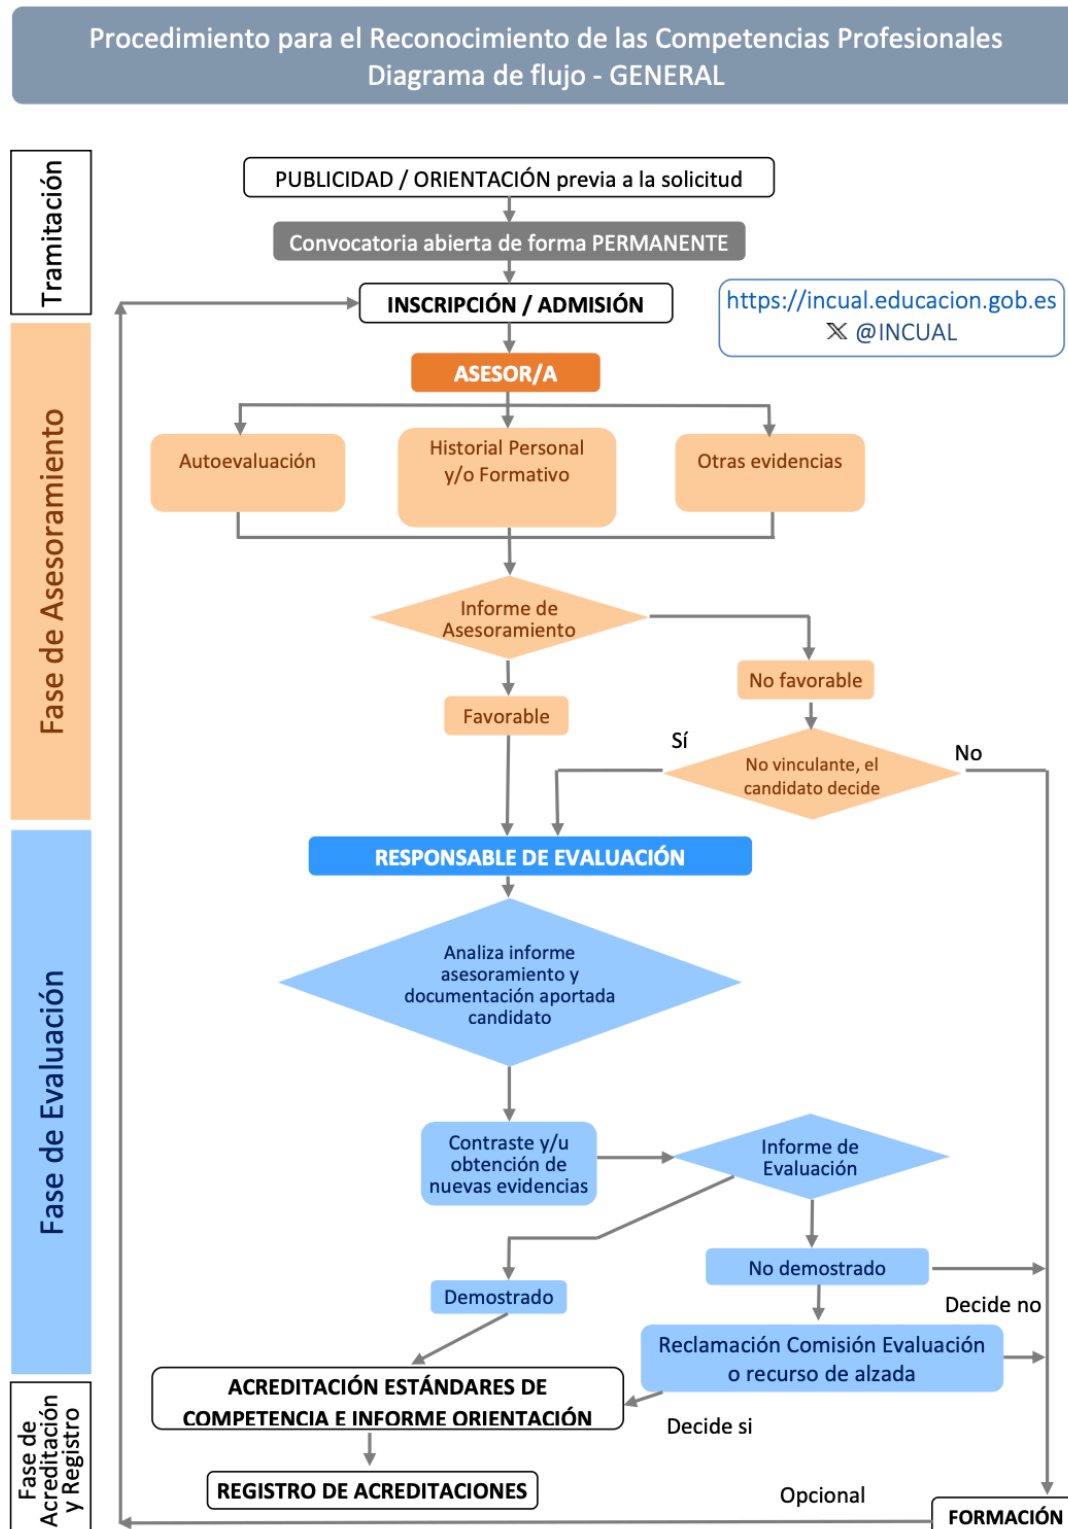 Procedimiento para el Reconocimiento de las Competencias Profesionales
Diagrama de flujo - GENERAL
Tramitación
PUBLICIDAD / ORIENTACIÓN previa a la solicitud
Convocatoria abierta de forma PERMANENTE
INSCRIPCIÓN / ADMISIÓN
https://incual.educacion.gob.es
X @INCUAL
Fase de Asesoramiento
ASESOR/A
Autoevaluación
Historial Personal
y/o Formativo
Otras evidencias
Informe de
Asesoramiento
No favorable
Favorable
Sí
No
No vinculante, el
candidato decide
Fase de Evaluación
RESPONSABLE DE EVALUACIÓN
Analiza informe
asesoramiento y
documentación aportada
candidato
Contraste y/u
obtención de
nuevas evidencias
Informe de
Evaluación
No demostrado
Demostrado
Decide no
Reclamación Comisión Evaluación
o recurso de alzada
Fase de
Acreditación
y Registro
ACREDITACIÓN ESTÁNDARES DE
COMPETENCIA E INFORME ORIENTACIÓN
Decide si
REGISTRO DE ACREDITACIONES
Opcional
FORMACIÓN